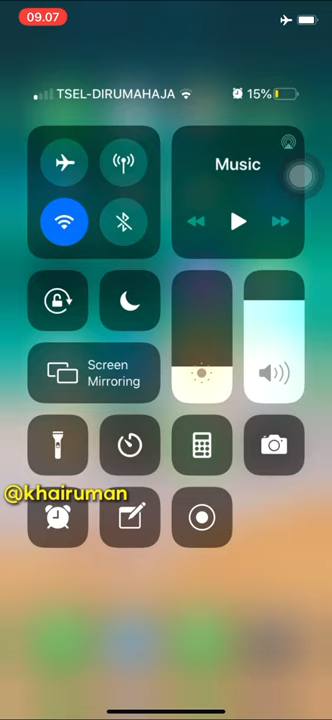 09.07
TSEL-DIRUMAHAJA
15%
Music
Screen
Mirroring
@khairuman